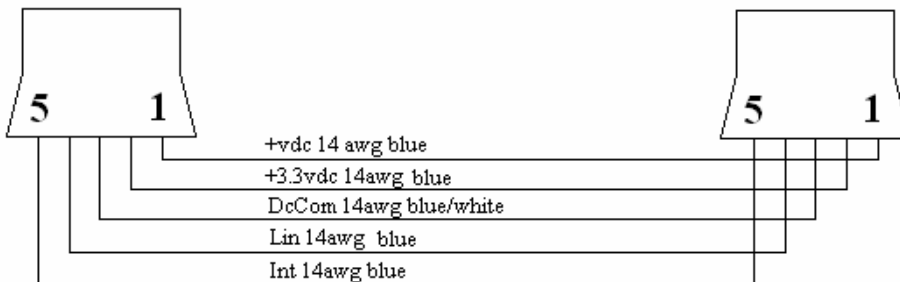 5 1 5 1
+vdc 14 awg blue
+3.3vdc 14awg blue
DcCom 14awg blue/white
Lin 14awg blue
Int 14awg blue